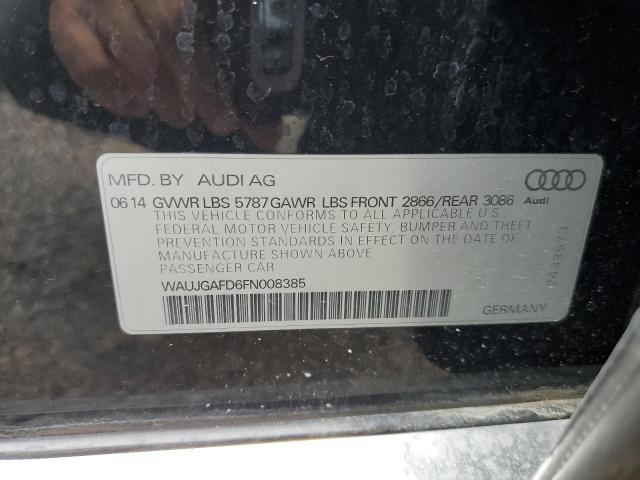 MFD. BY AUDI AG
06 14 GVWR LBS 5787 GAWR LBS FRONT 2866/REAR 3086
Audi
THIS VEHICLE CONFORMS TO ALL APPLICABLE U S
FEDERAL MOTOR VEHICLE SAFETY, BUMPER AND THEFT
PREVENTION STANDARDS IN EFFECT ON THE DATE OF
MANUFACTURE SHOWN ABOVE
PASSENGER CAR
WAUJGAFD6FN008385
2433673
GERMANY